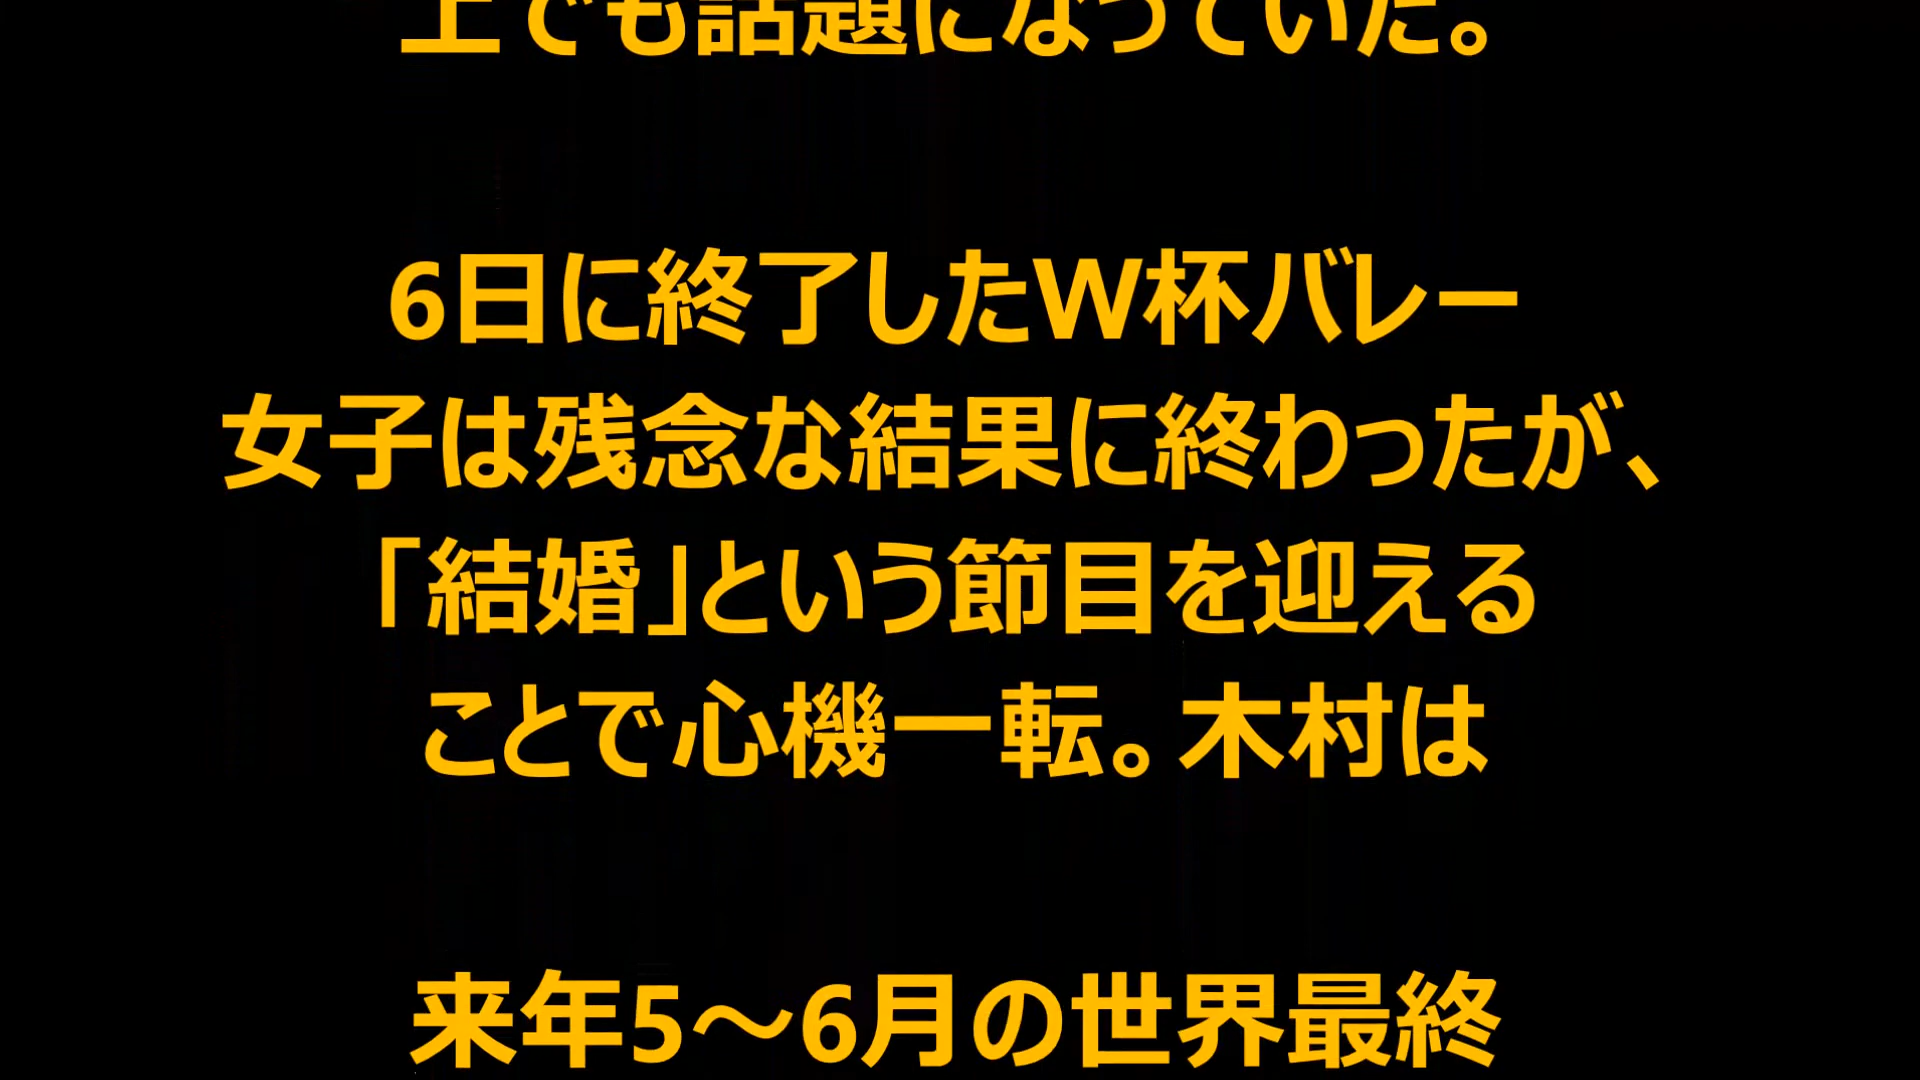 上でも話題になっていた。
6日に終了したW杯バレー
女子は残念な結果に終わったが、
「結婚」という節目を迎える
ことで心機一転。木村は
来年5～6月の世界最終